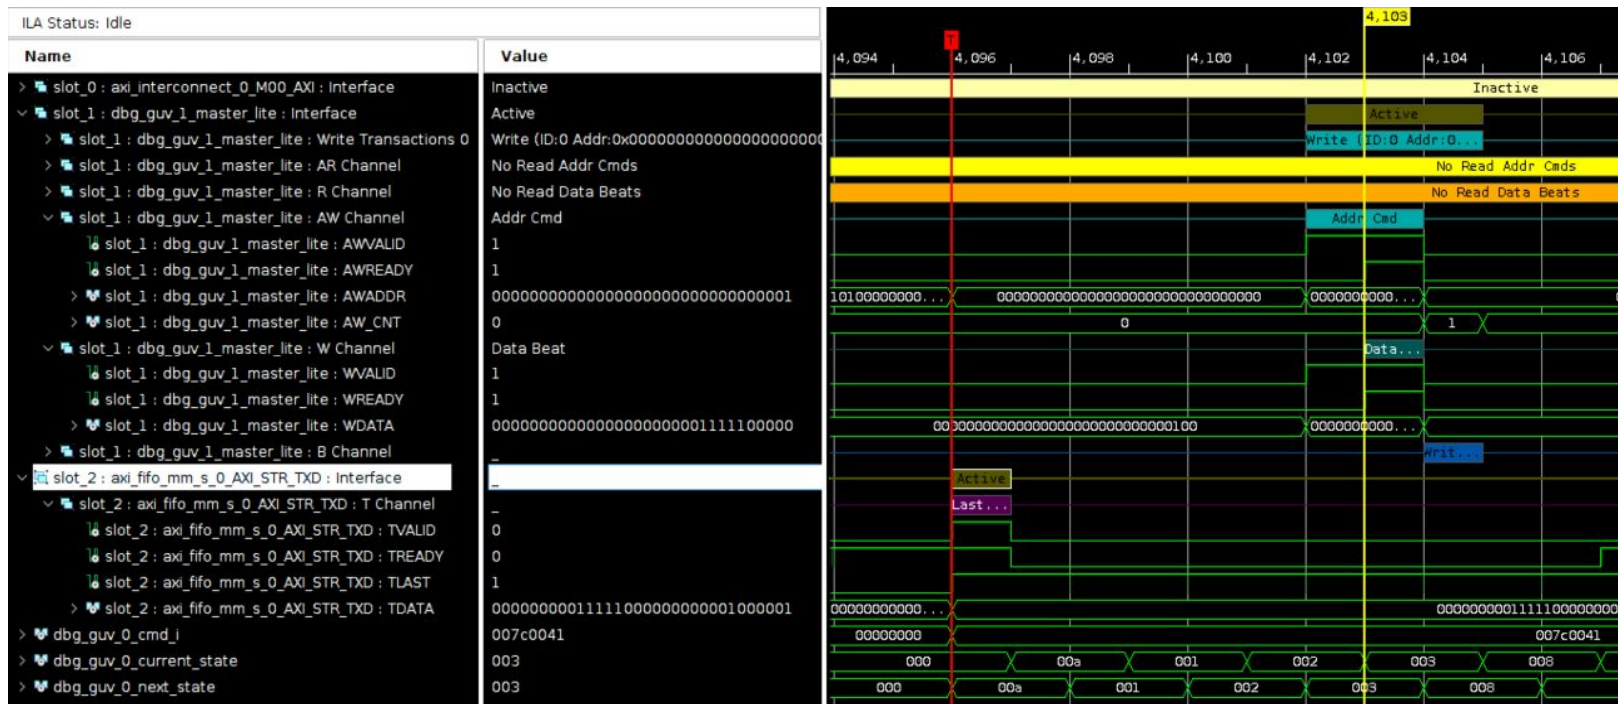 ILA Status: Idle
4,103
Name Value T 4,094 4,096 4,098 4,100 4,102 4,104 4,106
slot_0 : axi_interconnect_0_M00_AXI : Interface Inactive Inactive
slot_1 : dbg_guv_1_master_lite : Interface Active Active
slot_1 : dbg_guv_1_master_lite : Write Transactions 0 Write (ID:0 Addr:0x000000000000000000000 Write (ID:0 Addr:0...
slot_1 : dbg_guv_1_master_lite : AR Channel No Read Addr Cmds No Read Addr Cmds
slot_1 : dbg_guv_1_master_lite : R Channel No Read Data Beats No Read Data Beats
slot_1 : dbg_guv_1_master_lite : AW Channel Addr Cmd Addr Cmd
slot_1 : dbg_guv_1_master_lite : AWVALID 1
slot_1 : dbg_guv_1_master_lite : AWREADY 1
slot_1 : dbg_guv_1_master_lite : AWADDR 00000000000000000000000000000001 10100000000... 00000000000000000000000000000000 0000000000...
slot_1 : dbg_guv_1_master_lite : AW_CNT 0 0 1
slot_1 : dbg_guv_1_master_lite : W Channel Data Beat Data...
slot_1 : dbg_guv_1_master_lite : WVALID 1
slot_1 : dbg_guv_1_master_lite : WREADY 1
slot_1 : dbg_guv_1_master_lite : WDATA 00000000000000000000001111100000 00000000000000000000000000000100 0000000000...
slot_1 : dbg_guv_1_master_lite : B Channel _ Writ...
slot_2 : axi_fifo_mm_s_0_AXI_STR_TXD : Interface _ Active
slot_2 : axi_fifo_mm_s_0_AXI_STR_TXD : T Channel _ Last...
slot_2 : axi_fifo_mm_s_0_AXI_STR_TXD : TVALID 0
slot_2 : axi_fifo_mm_s_0_AXI_STR_TXD : TREADY 0
slot_2 : axi_fifo_mm_s_0_AXI_STR_TXD : TLAST 1
slot_2 : axi_fifo_mm_s_0_AXI_STR_TXD : TDATA 00000000011111000000000001000001 00000000000... 000000000111110000000
dbg_guv_0_cmd_i 007c0041 00000000 007c0041
dbg_guv_0_current_state 003 000 00a 001 002 003 008
dbg_guv_0_next_state 003 000 00a 001 002 003 008